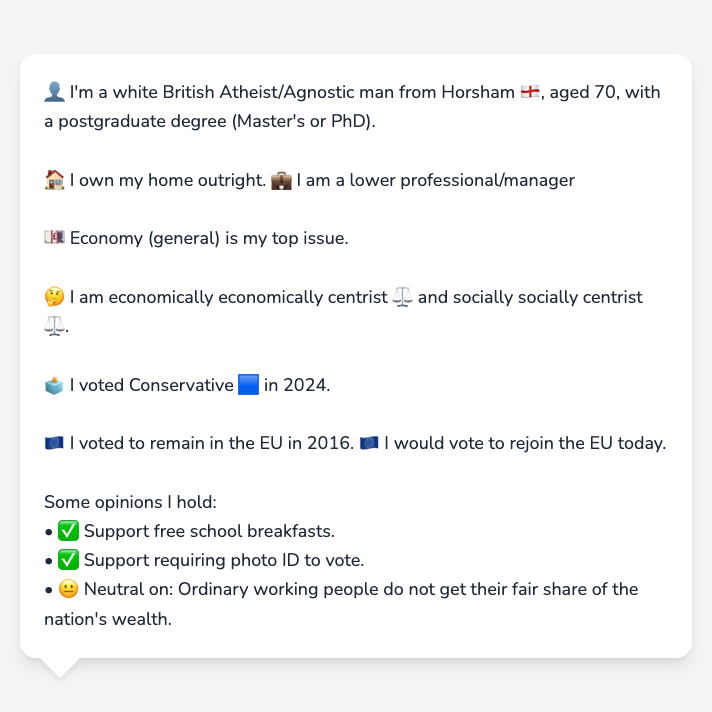 👤 I'm a white British Atheist/Agnostic man from Horsham 🏴󠁧󠁢󠁥󠁮󠁧󠁿, aged 70, with
a postgraduate degree (Master's or PhD).
🏠 I own my home outright. 💼 I am a lower professional/manager
💷 Economy (general) is my top issue.
🤔 I am economically economically centrist ⚖️ and socially socially centrist
⚖️.
🗳️ I voted Conservative 🟦 in 2024.
🇪🇺 I voted to remain in the EU in 2016. 🇪🇺 I would vote to rejoin the EU today.
Some opinions I hold:
• ✅ Support free school breakfasts.
• ✅ Support requiring photo ID to vote.
• 😐 Neutral on: Ordinary working people do not get their fair share of the
nation's wealth.